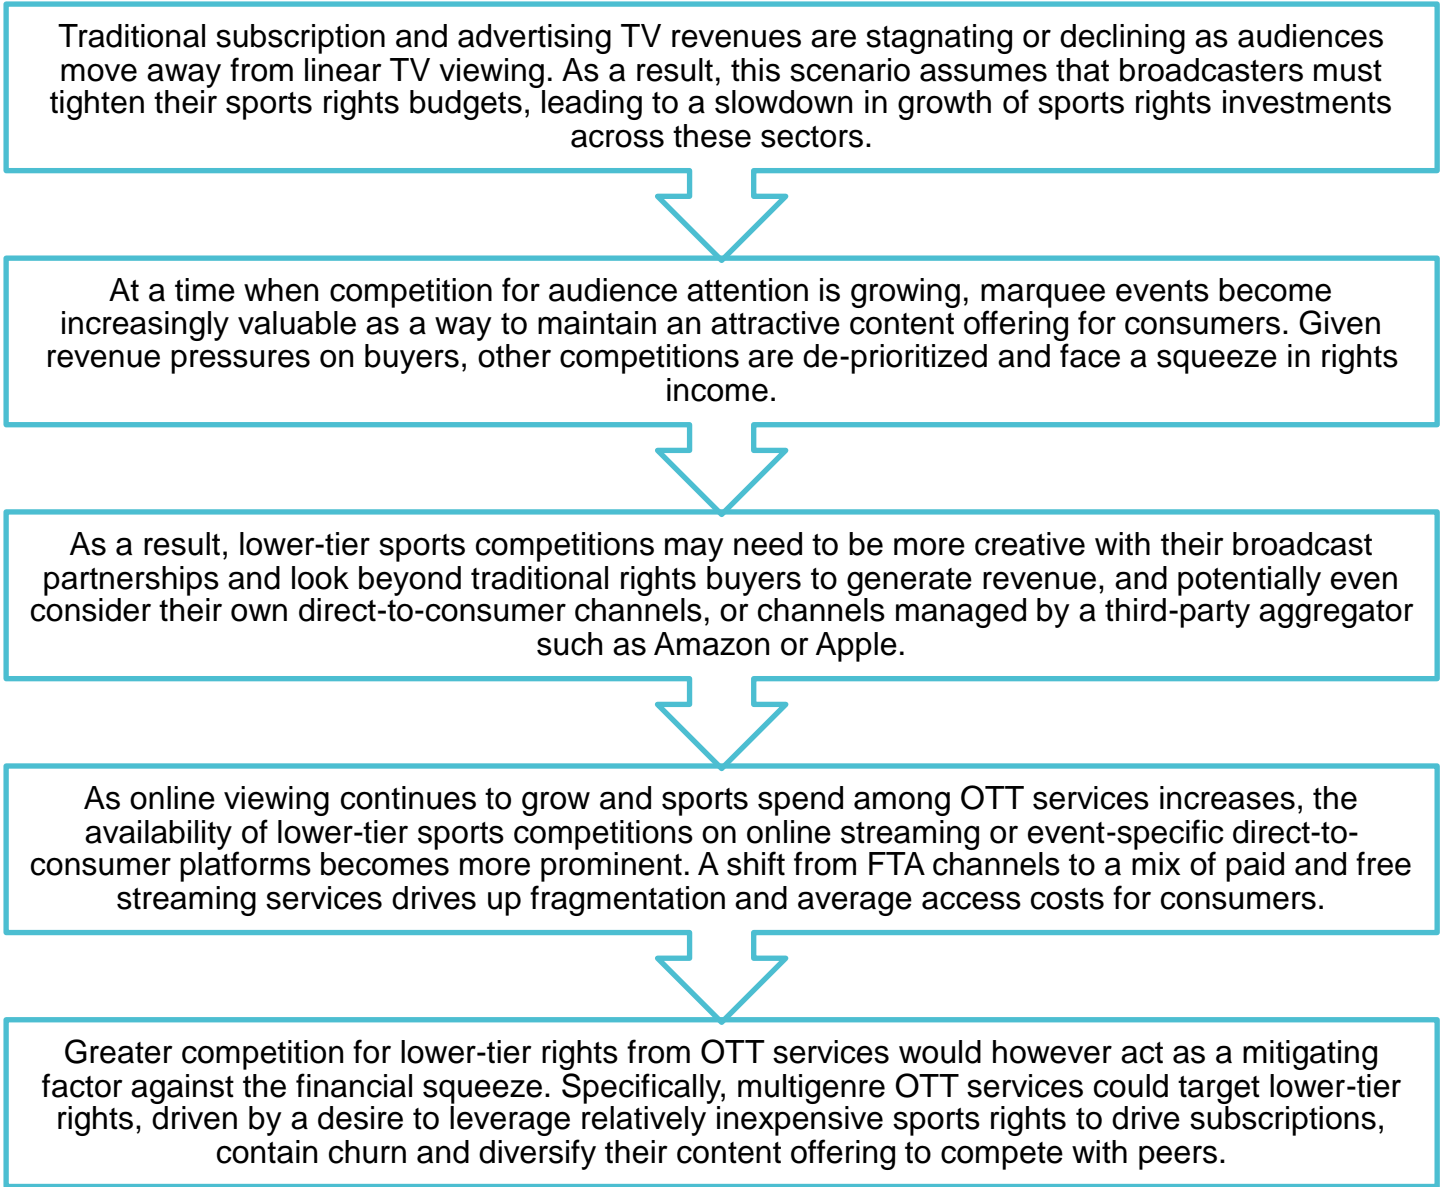 Traditional subscription and advertising TV revenues are stagnating or declining as audiences
move away from linear TV viewing. As a result, this scenario assumes that broadcasters must
tighten their sports rights budgets, leading to a slowdown in growth of sports rights investments
across these sectors.
At a time when competition for audience attention is growing, marquee events become
increasingly valuable as a way to maintain an attractive content offering for consumers. Given
revenue pressures on buyers, other competitions are de-prioritized and face a squeeze in rights
income.
As a result, lower-tier sports competitions may need to be more creative with their broadcast
partnerships and look beyond traditional rights buyers to generate revenue, and potentially even
consider their own direct-to-consumer channels, or channels managed by a third-party aggregator
such as Amazon or Apple.
As online viewing continues to grow and sports spend among OTT services increases, the
availability of lower-tier sports competitions on online streaming or event-specific direct-to-
consumer platforms becomes more prominent. A shift from FTA channels to a mix of paid and free
streaming services drives up fragmentation and average access costs for consumers.
Greater competition for lower-tier rights from OTT services would however act as a mitigating
factor against the financial squeeze. Specifically, multigenre OTT services could target lower-tier
rights, driven by a desire to leverage relatively inexpensive sports rights to drive subscriptions,
contain churn and diversify their content offering to compete with peers.